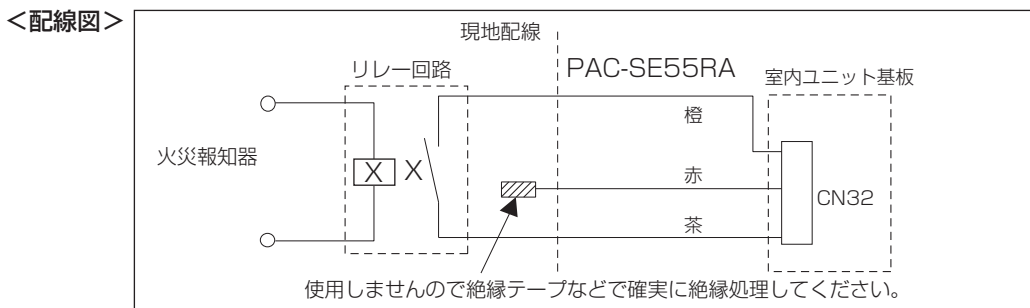 <配線図>
現地配線
リレー回路
PAC-SE55RA
室内ユニット基板
橙
火災報知器
X
X
赤
CN32
茶
使用しませんので絶縁テープなどで確実に絶縁処理してください。